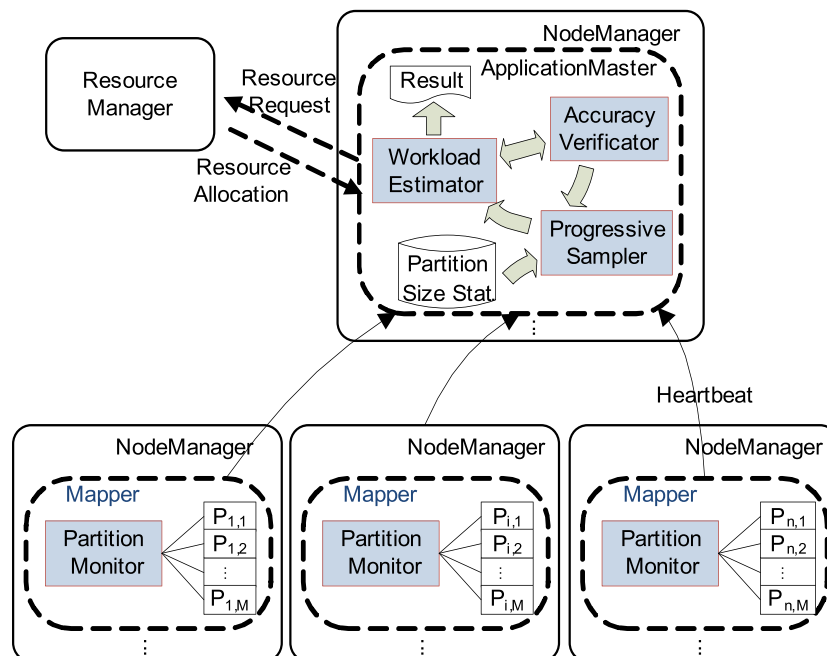 NodeManager
ApplicationMaster
Resource
Manager
Resource
Request
Resource
Allocation
Result
Accuracy
Verificator
Workload
Estimator
Progressive
Sampler
Partition
Size Stat.
⋮
Heartbeat
NodeManager
Mapper
Partition
Monitor
P1,1
P1,2
⋮
P1,M
⋮
NodeManager
Mapper
Partition
Monitor
Pi,1
Pi,2
⋮
Pi,M
⋮
NodeManager
Mapper
Partition
Monitor
Pn,1
Pn,2
⋮
Pn,M
⋮